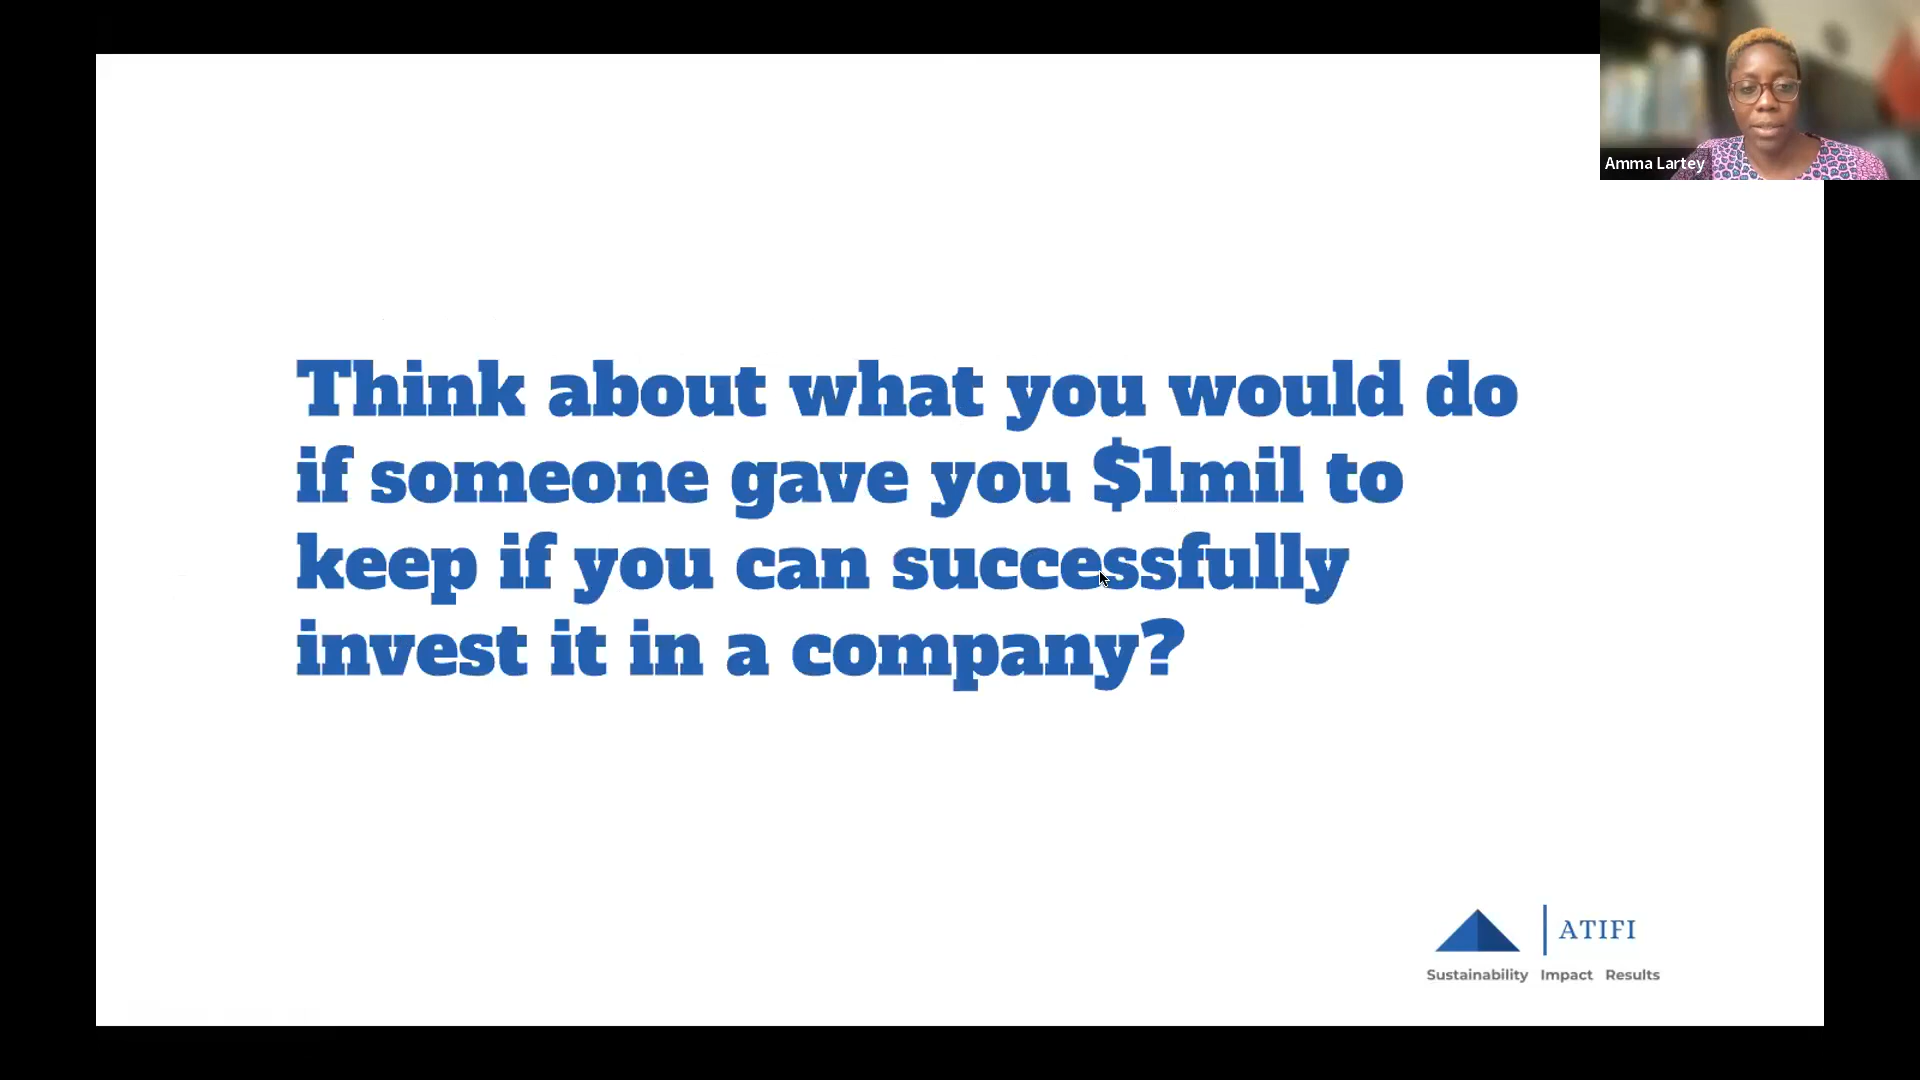 Amma Lartey
Think about what you would do
if someone gave you $1mil to
keep if you can successfully
invest it in a company?
ATIFI
Sustainability Impact Results